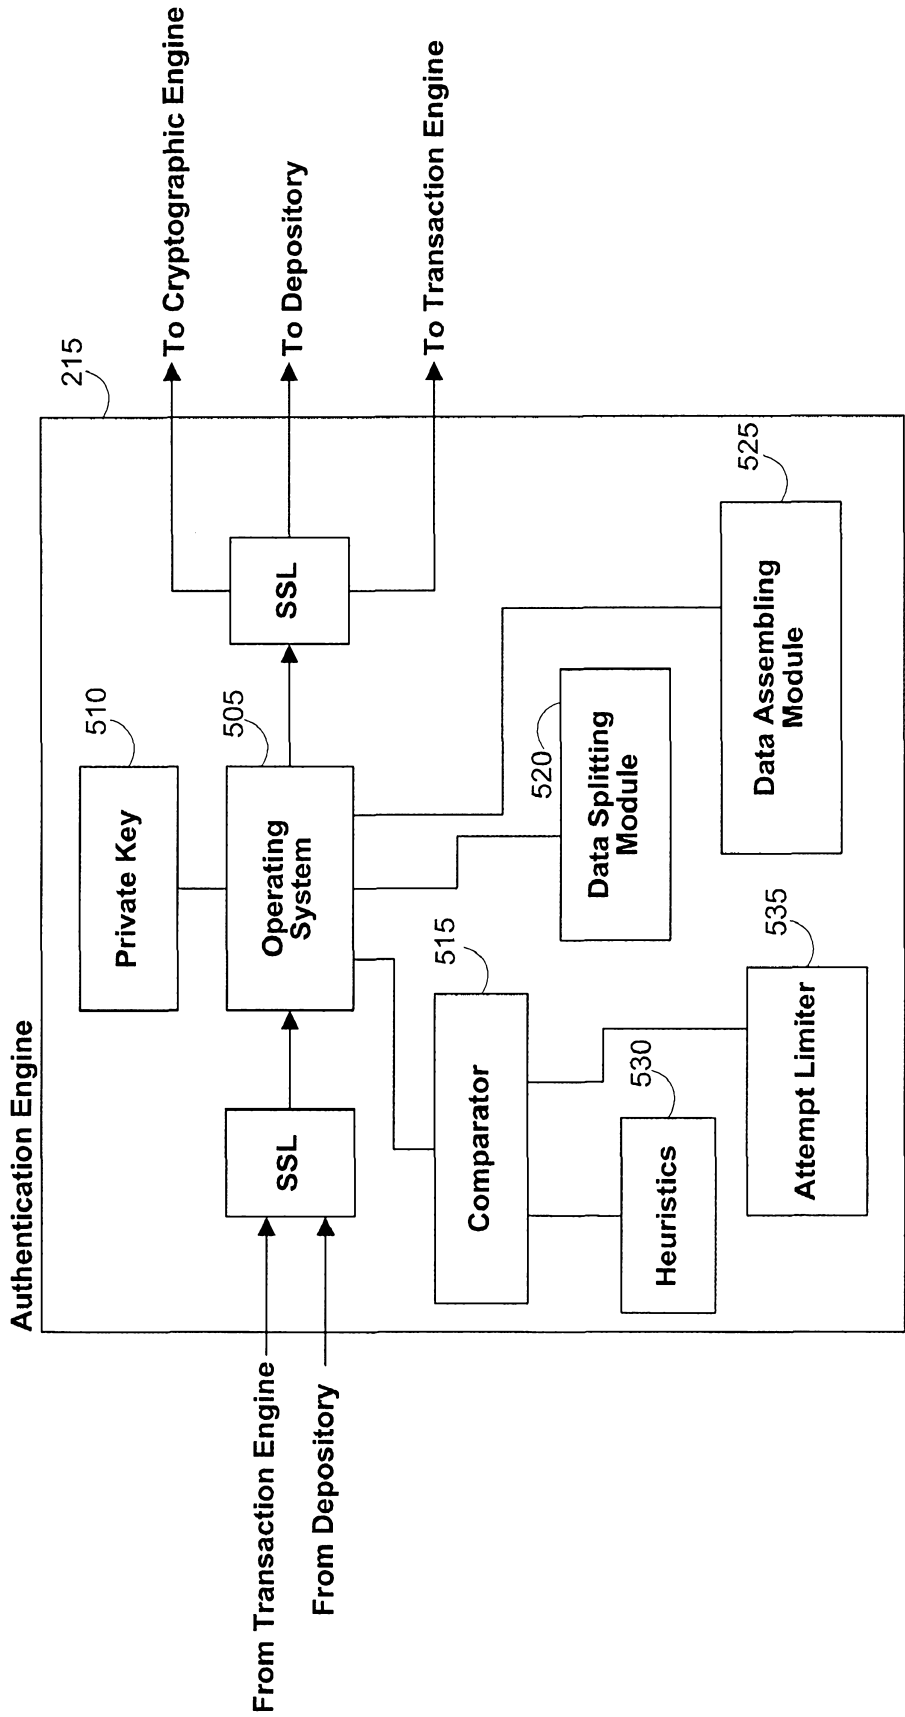 Authentication Engine
215
510
Private Key
To Cryptographic Engine
From Transaction Engine
From Depository
SSL
505
Operating
System
SSL
To Depository
To Transaction Engine
515
Comparator
520
Data Splitting
Module
530
Heuristics
525
Data Assembling
Module
535
Attempt Limiter